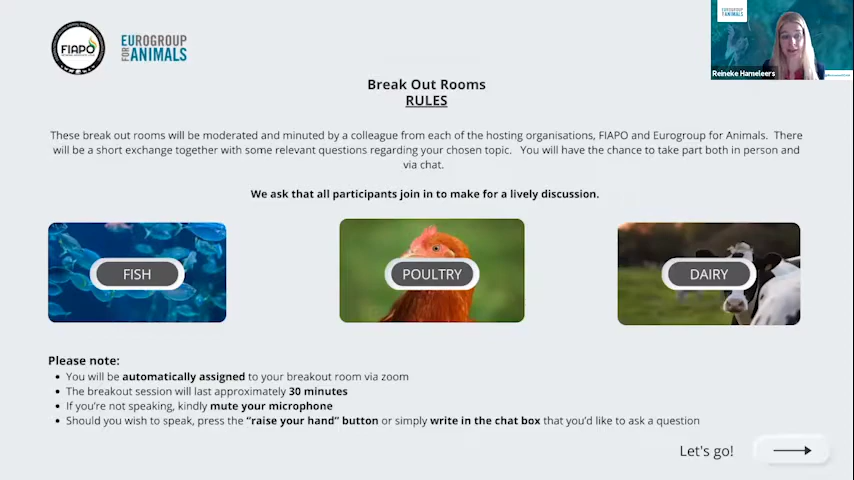 FIAPO
EUROGROUP
FOR ANIMALS
EUROGROUP
FOR ANIMALS
Reineke Hameleers
Break Out Rooms
RULES
These break out rooms will be moderated and minuted by a colleague from each of the hosting organisations, FIAPO and Eurogroup for Animals. There
will be a short exchange together with some relevant questions regarding your chosen topic. You will have the chance to take part both in person and
via chat.
We ask that all participants join in to make for a lively discussion.
FISH
POULTRY
DAIRY
Please note:
• You will be automatically assigned to your breakout room via zoom
• The breakout session will last approximately 30 minutes
• If you're not speaking, kindly mute your microphone
• Should you wish to speak, press the “raise your hand” button or simply write in the chat box that you'd like to ask a question
Let's go!